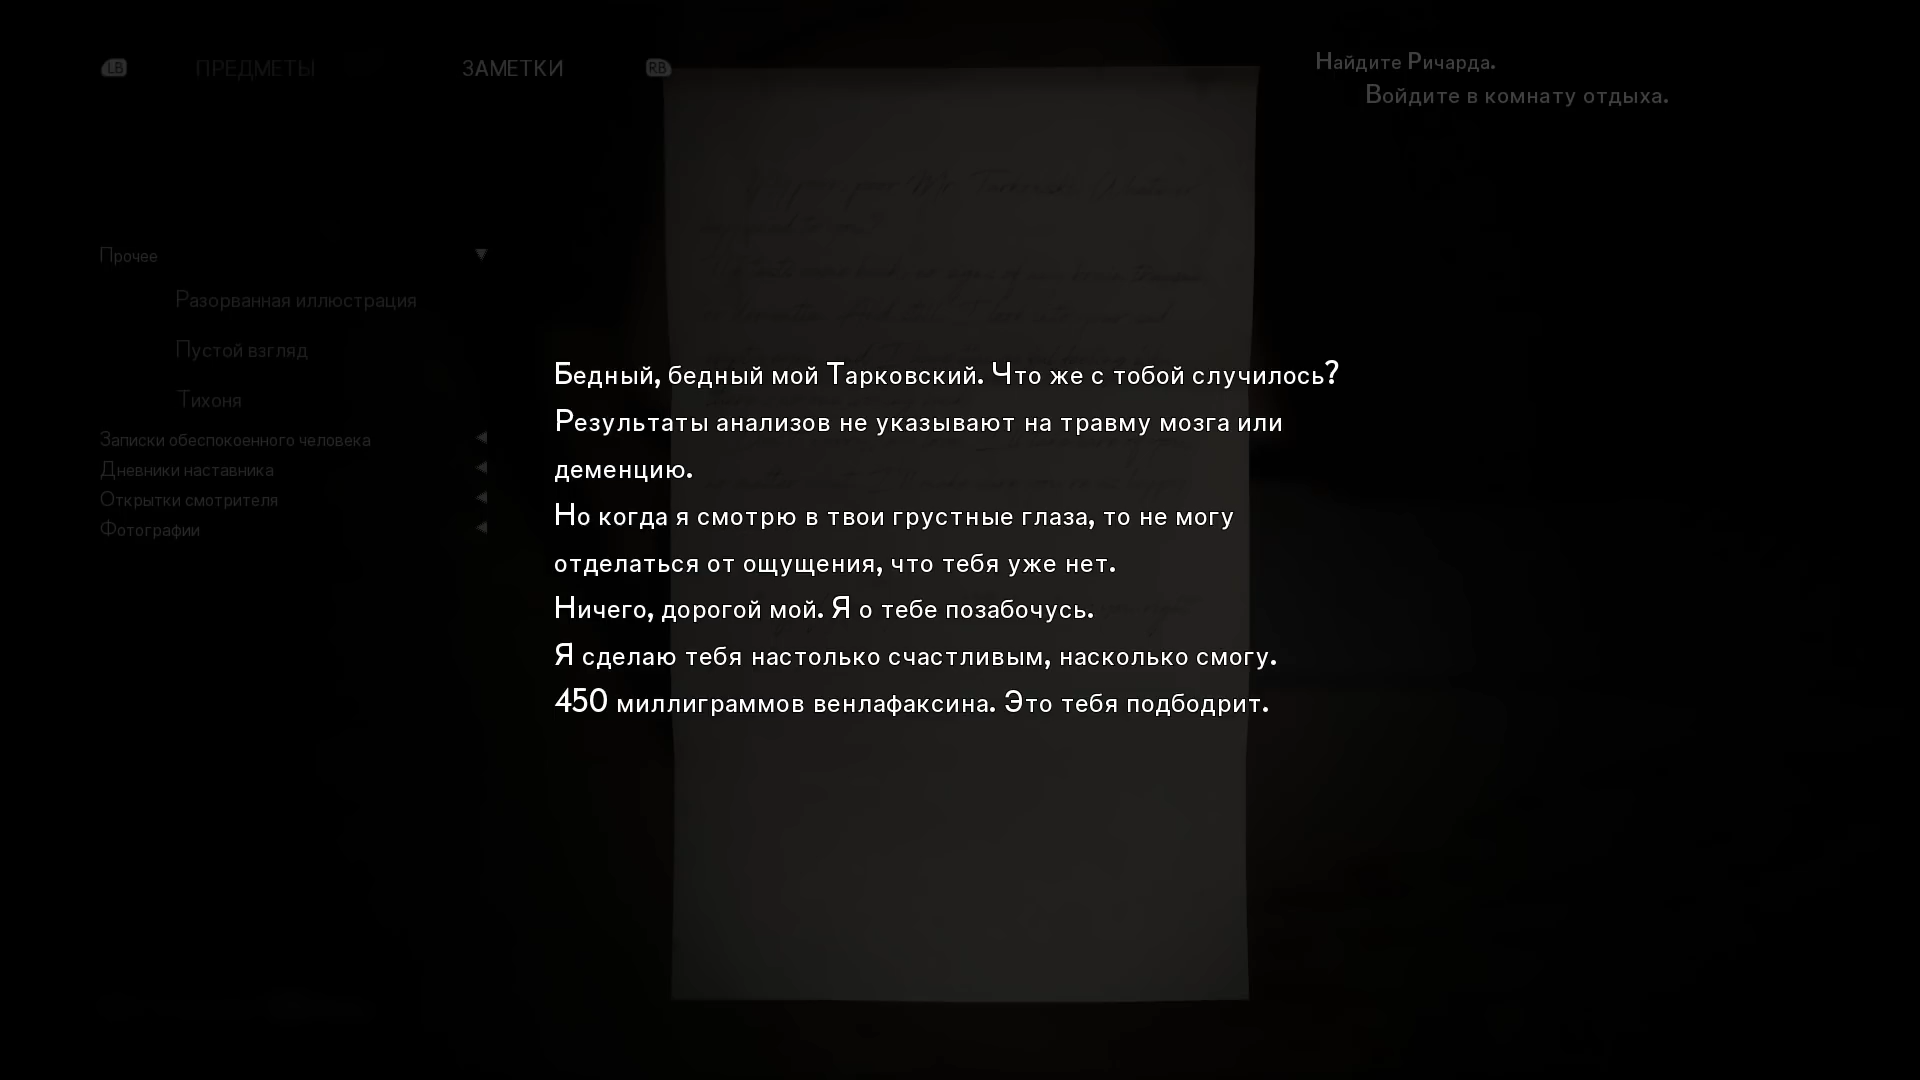 LB ПРЕДМЕТЫ ЗАМЕТКИ RB
Найдите Ричарда.
Войдите в комнату отдыха.
Прочее
Разорванная иллюстрация
Пустой взгляд
Тихоня
Записки обеспокоенного человека
Дневники наставника
Открытки смотрителя
Фотографии
Бедный, бедный мой Тарковский. Что же с тобой случилось?
Результаты анализов не указывают на травму мозга или
деменцию.
Но когда я смотрю в твои грустные глаза, то не могу
отделаться от ощущения, что тебя уже нет.
Ничего, дорогой мой. Я о тебе позабочусь.
Я сделаю тебя настолько счастливым, насколько смогу.
450 миллиграммов венлафаксина. Это тебя подбодрит.